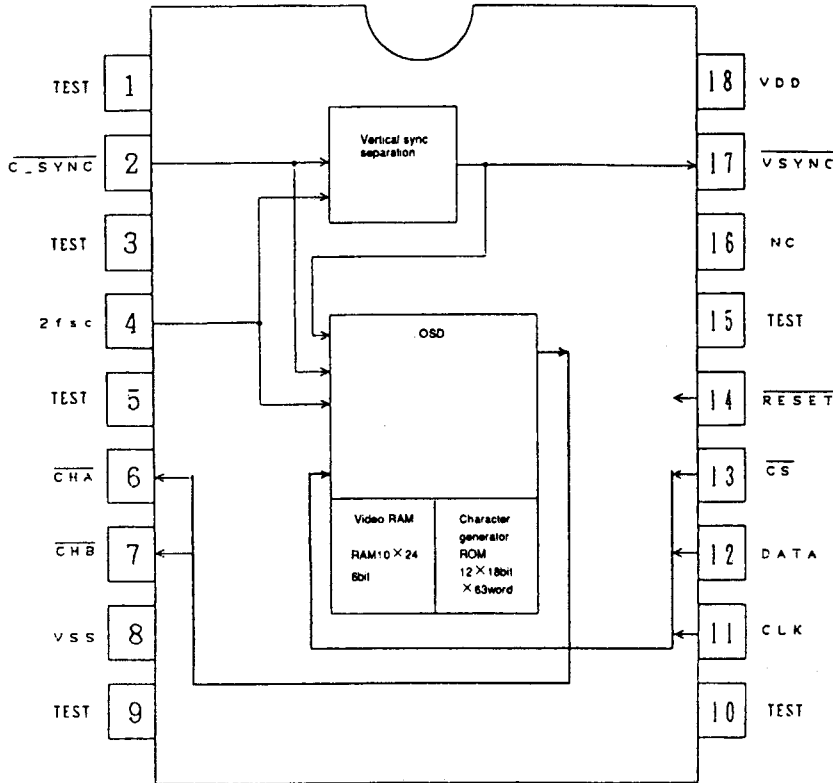 TEST 1
C_SYNC 2
TEST 3
2fsc 4
TEST 5
CHA 6
CHB 7
VSS 8
TEST 9
Vertical sync
separation
OSD
Video RAM
RAM10×24
6bit
Character
generator
ROM
12×18bit
×63word
18 VDD
17 VSYNC
16 NC
15 TEST
14 RESET
13 CS
12 DATA
11 CLK
10 TEST